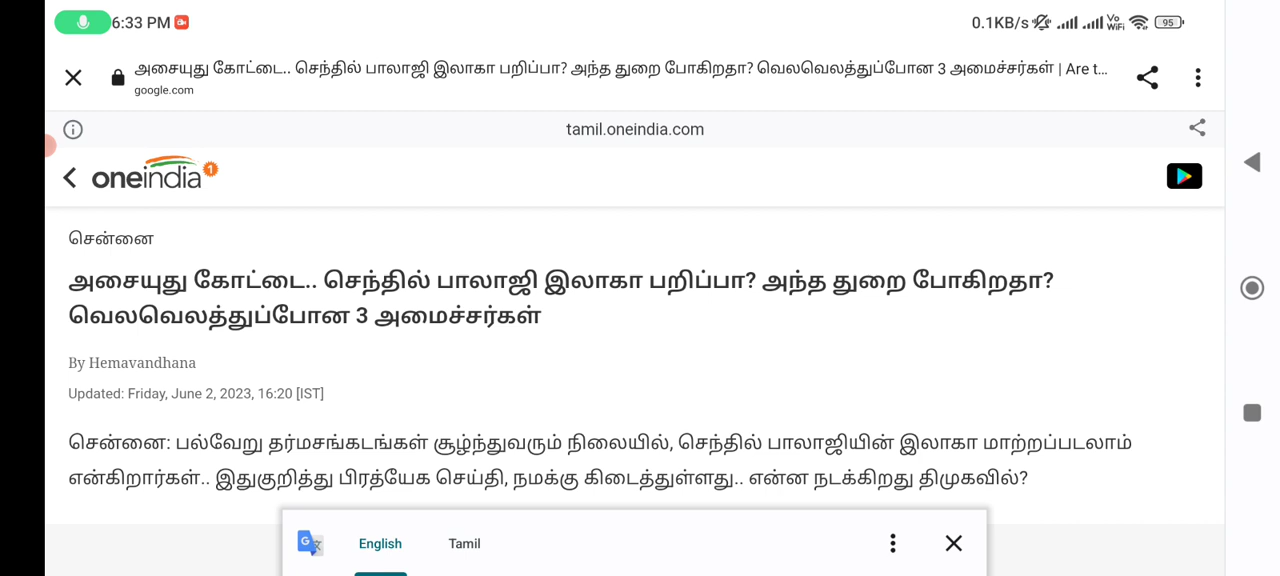 6:33 PM
0.1KB/s Vo WiFi 95
அசையுது கோட்டை.. செந்தில் பாலாஜி இலாகா பறிப்பா? அந்த துறை போகிறதா? வெலவெலத்துப்போன 3 அமைச்சர்கள் | Are t...
google.com
tamil.oneindia.com
oneindia 1
சென்னை
அசையுது கோட்டை.. செந்தில் பாலாஜி இலாகா பறிப்பா? அந்த துறை போகிறதா?
வெலவெலத்துப்போன 3 அமைச்சர்கள்
By Hemavandhana
Updated: Friday, June 2, 2023, 16:20 [IST]
சென்னை: பல்வேறு தர்மசங்கடங்கள் சூழ்ந்துவரும் நிலையில், செந்தில் பாலாஜியின் இலாகா மாற்றப்படலாம்
என்கிறார்கள்.. இதுகுறித்து பிரத்யேக செய்தி, நமக்கு கிடைத்துள்ளது.. என்ன நடக்கிறது திமுகவில்?
English Tamil